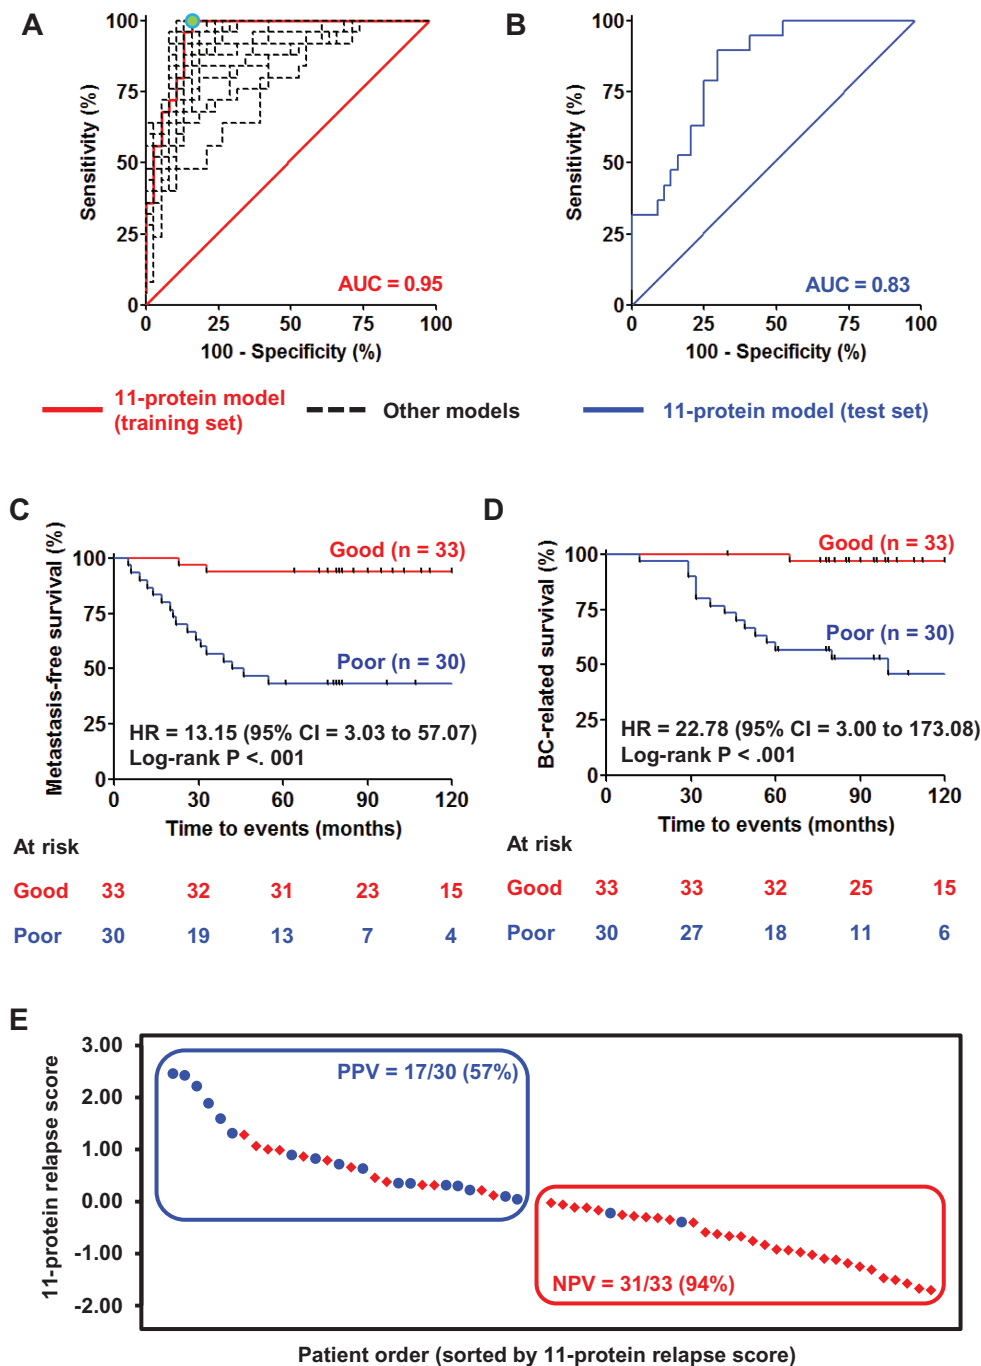 A
100
75
50
25
0
Sensitivity (%)
AUC = 0.95
0 25 50 75 100
100 - Specificity (%)
B
100
75
50
25
0
Sensitivity (%)
AUC = 0.83
0 25 50 75 100
100 - Specificity (%)
11-protein model
(training set)
Other models
11-protein model (test set)
C
Metastasis-free survival (%)
100
75
50
25
0
Good (n = 33)
Poor (n = 30)
HR = 13.15 (95% CI = 3.03 to 57.07)
Log-rank P <. 001
0 30 60 90 120
Time to events (months)
At risk
Good 33 32 31 23 15
Poor 30 19 13 7 4
D
BC-related survival (%)
100
75
50
25
0
Good (n = 33)
Poor (n = 30)
HR = 22.78 (95% CI = 3.00 to 173.08)
Log-rank P < .001
0 30 60 90 120
Time to events (months)
At risk
Good 33 33 32 25 15
Poor 30 27 18 11 6
E
11-protein relapse score
3.00
2.00
1.00
0.00
-1.00
-2.00
PPV = 17/30 (57%)
NPV = 31/33 (94%)
Patient order (sorted by 11-protein relapse score)